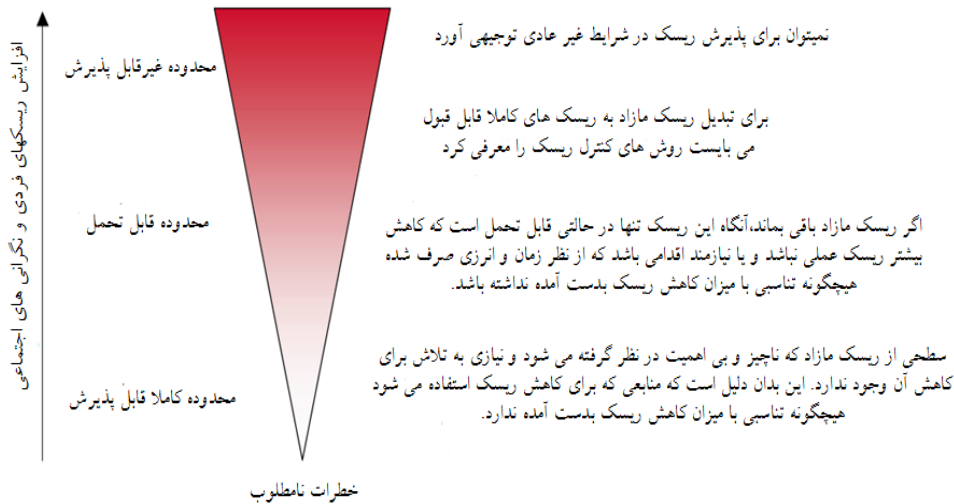 افزایش ریسکهای فردی و نگرانی های اجتماعی
نمیتوان برای پذیرش ریسک در شرایط غیر عادی توجیهی آورد
محدوده غیرقابل پذیرش
برای تبدیل ریسک مازاد به ریسک های کاملا قابل قبول
می بایست روش های کنترل ریسک را معرفی کرد
محدوده قابل تحمل
اگر ریسک مازاد باقی بماند،آنگاه این ریسک تنها در حالتی قابل تحمل است که کاهش
بیشتر ریسک عملی نباشد و یا نیازمند اقدامی باشد که از نظر زمان و انرزی صرف شده
هیچگونه تناسبی با میزان کاهش ریسک بدست آمده نداشته باشد.
سطحی از ریسک مازاد که ناچیز و بی اهمیت در نظر گرفته می شود و نیازی به تلاش برای
کاهش آن وجود ندارد. این بدان دلیل است که منابعی که برای کاهش ریسک استفاده می شود
هیچگونه تناسبی با میزان کاهش ریسک بدست آمده ندارد.
محدوده کاملا قابل پذیرش
خطرات نامطلوب